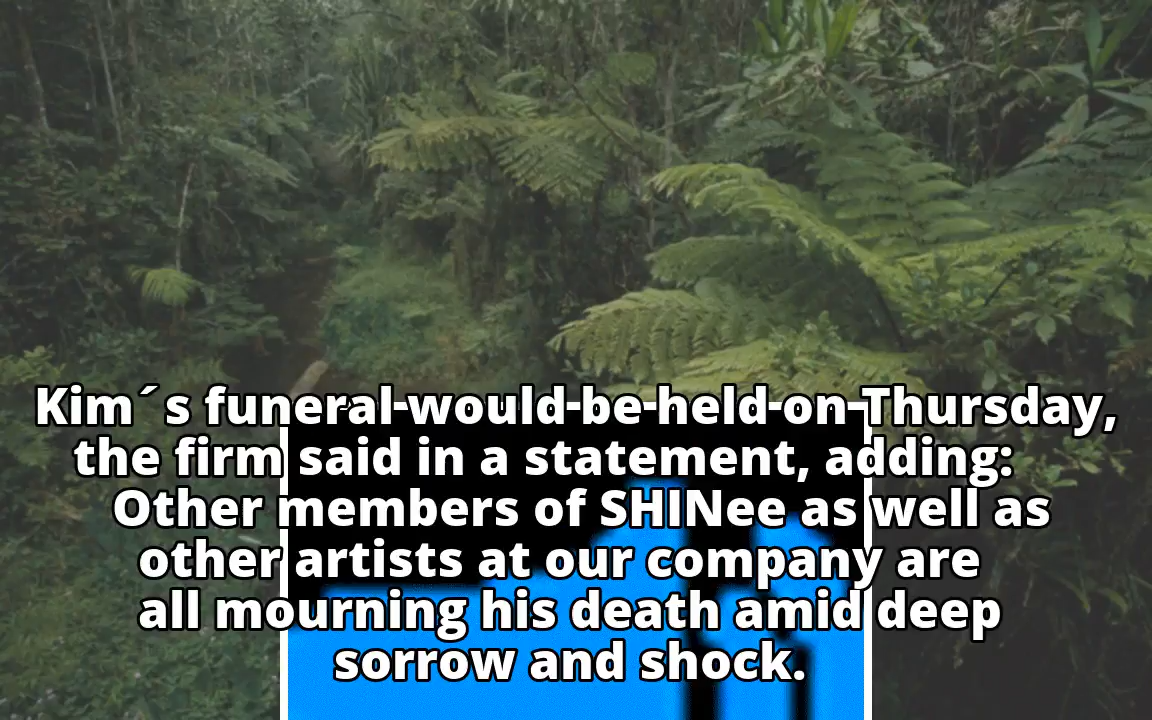 Kim´s funeral would be held on Thursday,
the firm said in a statement, adding:
Other members of SHINee as well as
other artists at our company are
all mourning his death amid deep
sorrow and shock.